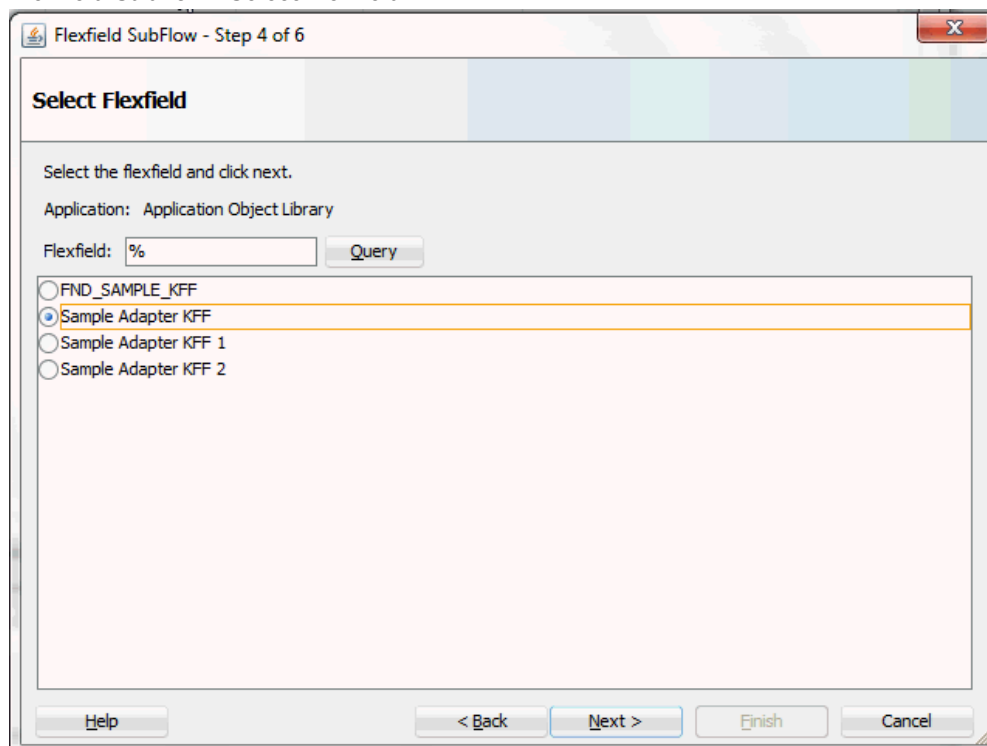 Flexfield SubFlow - Step 4 of 6
Select Flexfield
Select the flexfield and click next.
Application: Application Object Library
Flexfield: % Query
FND_SAMPLE_KFF
Sample Adapter KFF
Sample Adapter KFF 1
Sample Adapter KFF 2
Help < Back Next > Finish Cancel